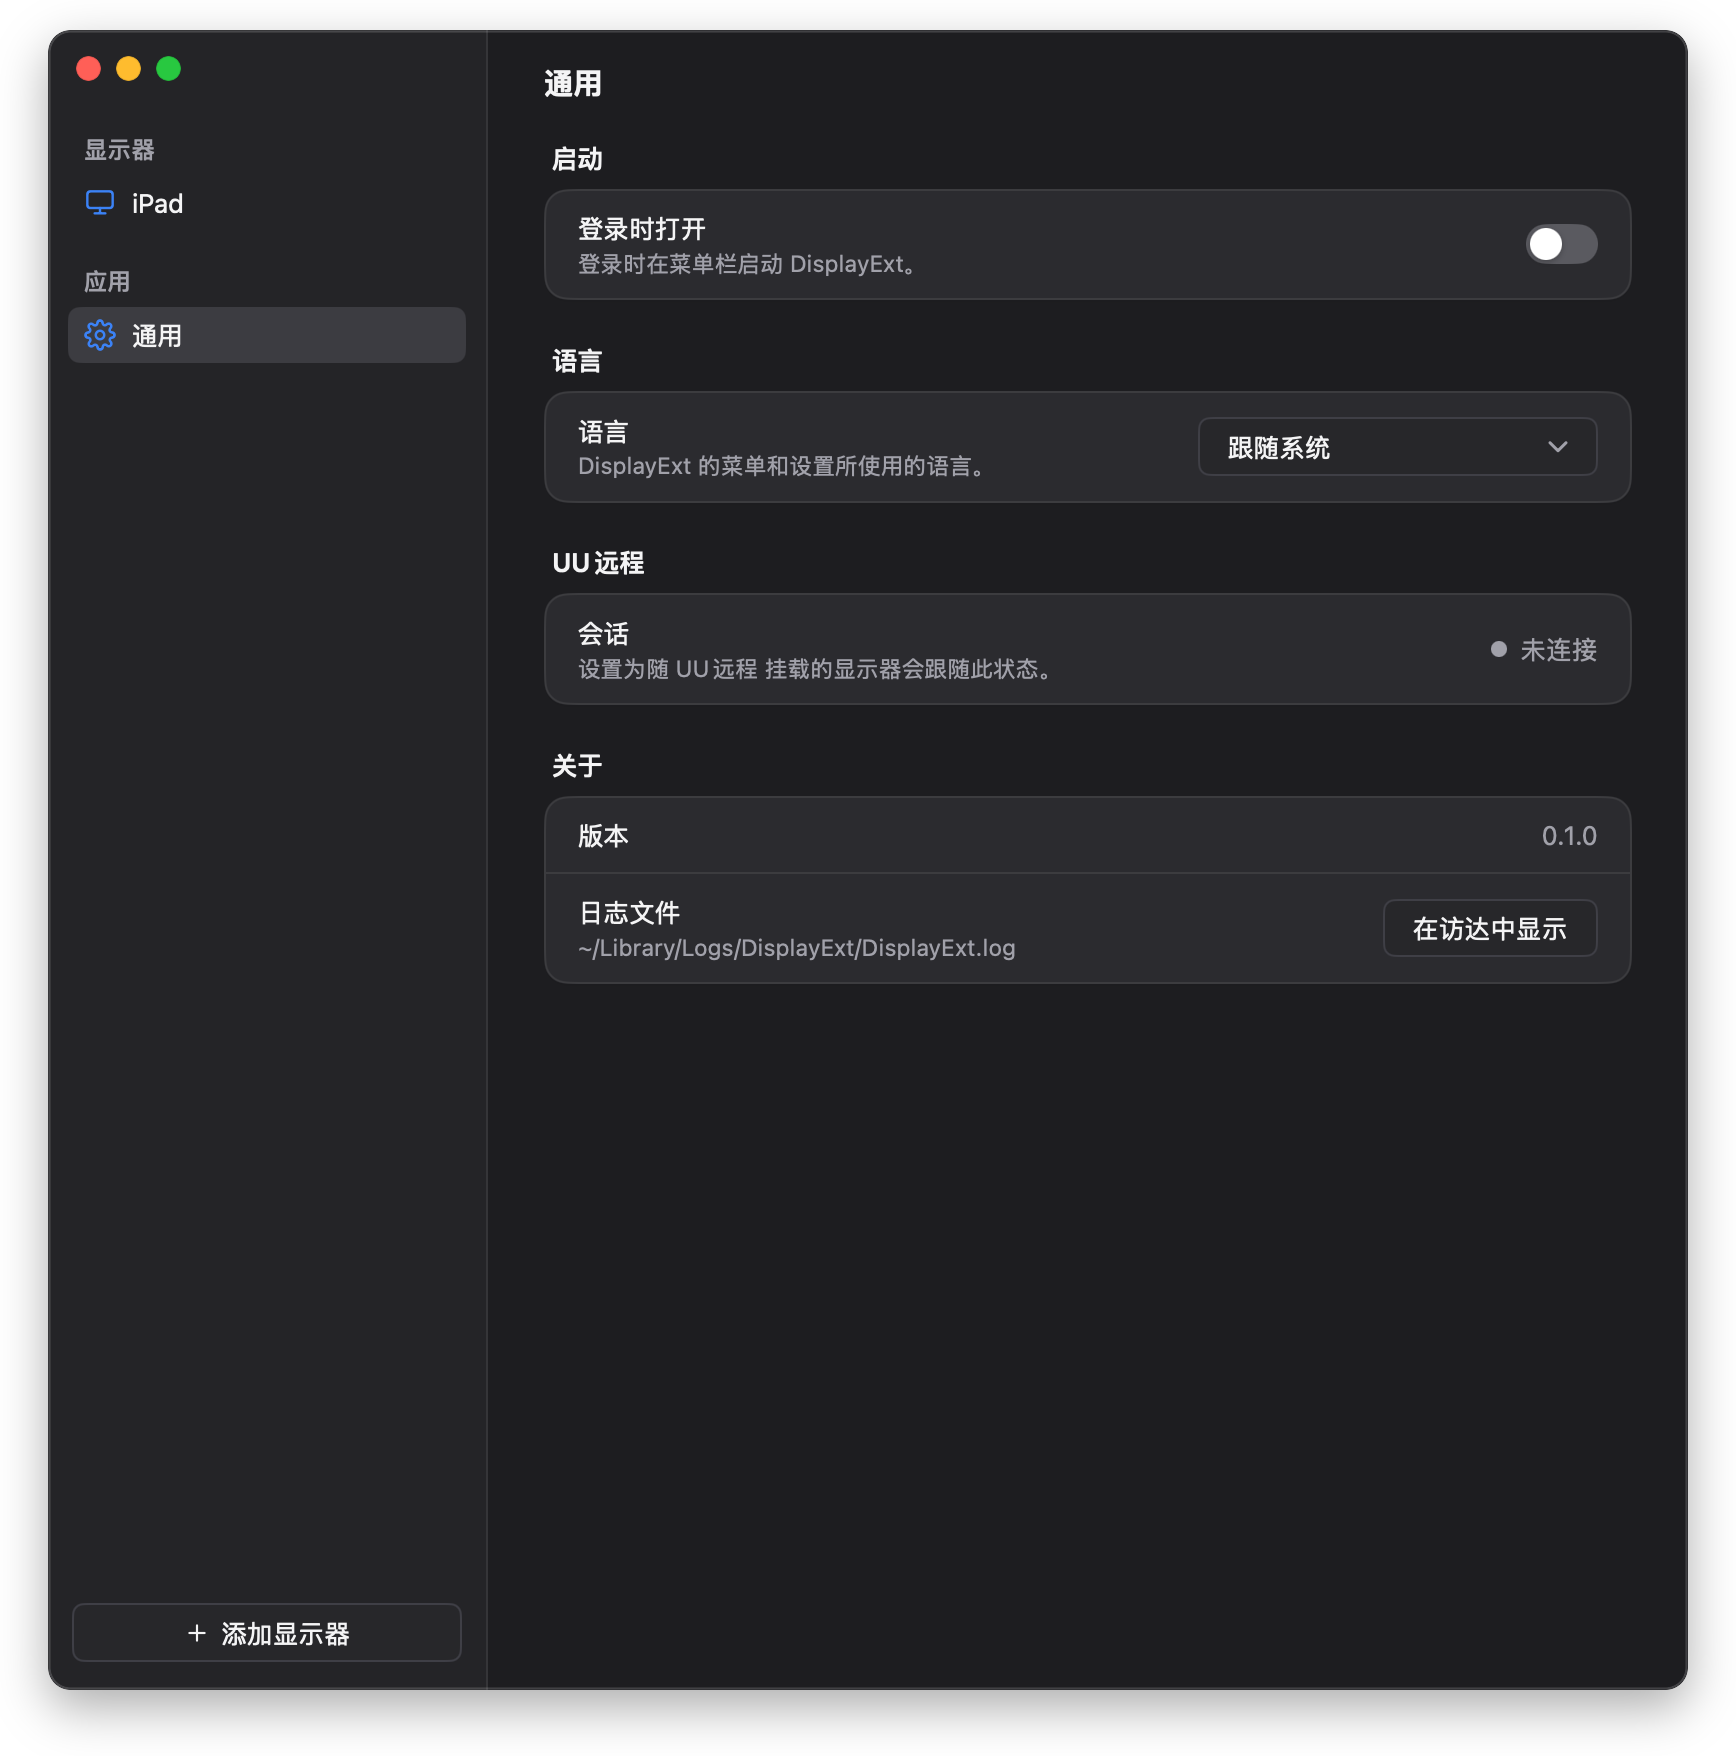 显示器
iPad
应用
通用
添加显示器
通用
启动
登录时打开
登录时在菜单栏启动 DisplayExt。
语言
语言
DisplayExt 的菜单和设置所使用的语言。
跟随系统
UU远程
会话
设置为随 UU远程 挂载的显示器会跟随此状态。
未连接
关于
版本
0.1.0
日志文件
~/Library/Logs/DisplayExt/DisplayExt.log
在访达中显示